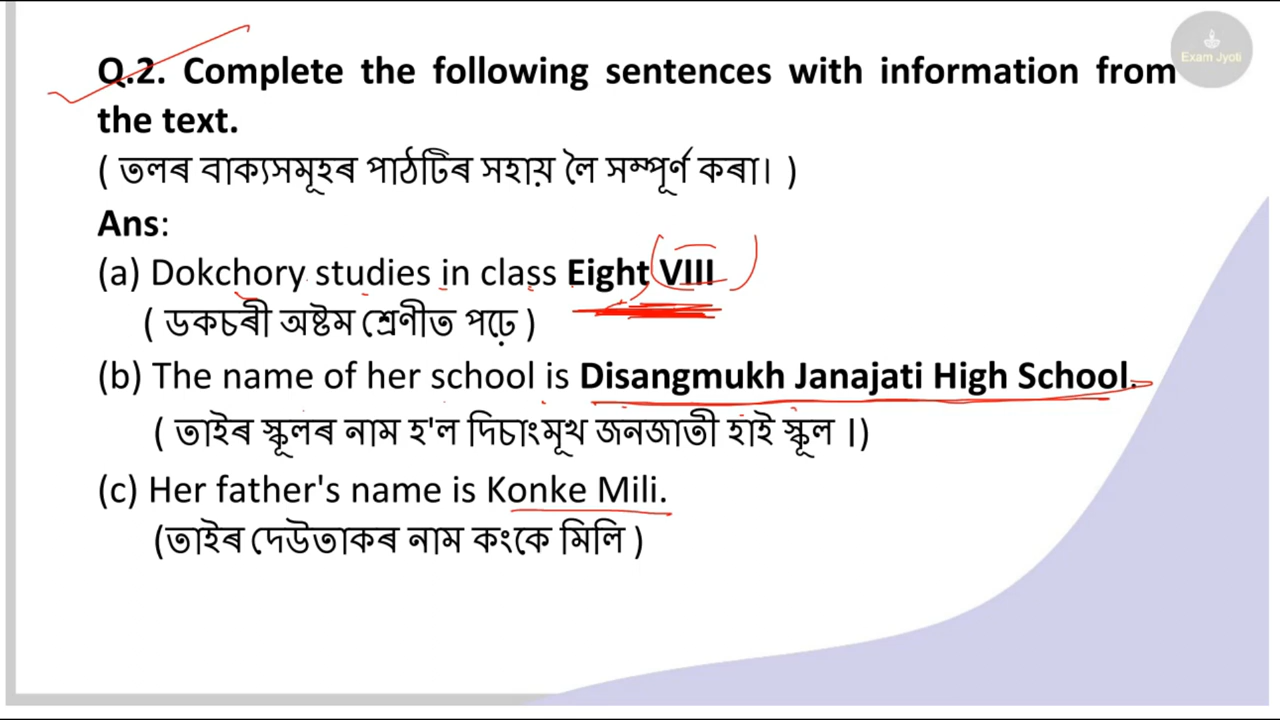 Q.2. Complete the following sentences with information from
the text.
( তলৰ বাক্যসমূহৰ পাঠটিৰ সহায় লৈ সম্পূৰ্ণ কৰা। )
Ans:
(a) Dokchory studies in class Eight VIII
( ডকচৰী অষ্টম শ্ৰেণীত পঢ়ে )
(b) The name of her school is Disangmukh Janajati High School.
( তাইৰ স্কুলৰ নাম হ'ল দিচাংমূখ জনজাতী হাই স্কুল ।)
(c) Her father's name is Konke Mili.
(তাইৰ দেউতাকৰ নাম কংকে মিলি )
Exam Jyoti